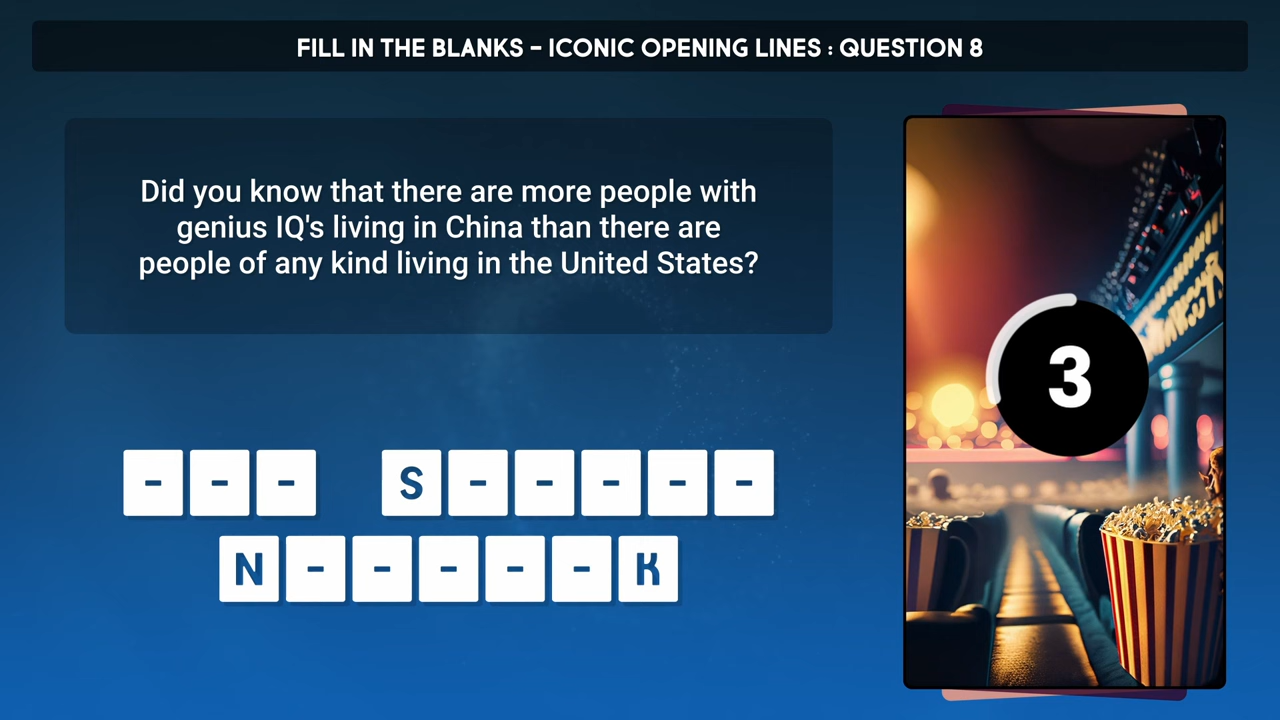 FILL IN THE BLANKS - ICONIC OPENING LINES : QUESTION 8
Did you know that there are more people with
genius IQ's living in China than there are
people of any kind living in the United States?
3
- - - S - - - - -
N - - - - - K